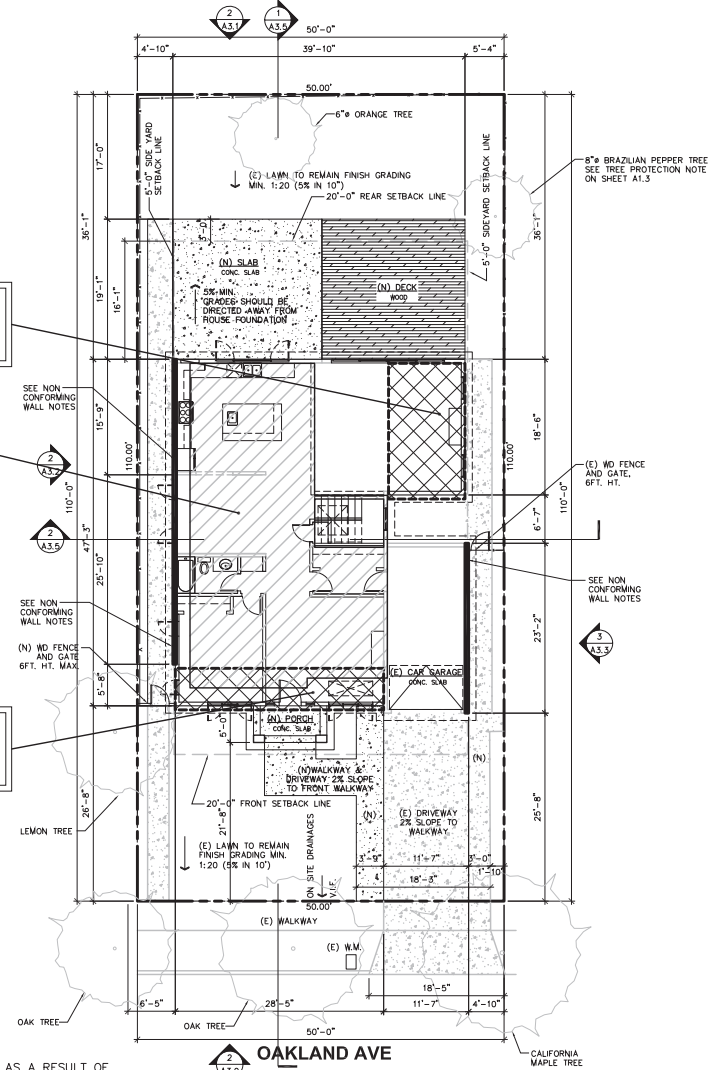 2
A3.1
1
A3.5
50'-0"
4'-10"
39'-10"
5'-4"
50.00'
6"ø ORANGE TREE
8"ø BRAZILIAN PEPPER TREE
SEE TREE PROTECTION NOTE
ON SHEET A1.3
5'-0" SIDE YARD
SETBACK LINE
5'-0" SIDEYARD SETBACK LINE
17'-0"
(E) LAWN TO REMAIN FINISH GRADING
MIN. 1:20 (5% IN 10")
20'-0" REAR SETBACK LINE
36'-1"
36'-1"
3'-0"
(N) SLAB
CONC. SLAB
(N) DECK
WOOD
19'-1"
16'-1"
5% MIN.
GRADES SHOULD BE
DIRECTED AWAY FROM
HOUSE FOUNDATION
SEE NON
CONFORMING
WALL NOTES
15'-9"
18'-6"
2
A3.2
110.00'
110.00'
110'-0"
110'-0"
(E) WD FENCE
AND GATE,
6FT. HT.
2
A3.5
47'-3"
6'-7"
25'-10"
SEE NON
CONFORMING
WALL NOTES
SEE NON
CONFORMING
WALL NOTES
23'-2"
3
A3.3
(N) WD FENCE
AND GATE
6FT. HT. MAX.
5'-8"
(E) CAR GARAGE
CONC. SLAB
(N) PORCH
CONC. SLAB
5'-0"
(N)WALKWAY &
DRIVEWAY 2% SLOPE
TO FRONT WALKWAY
(N)
20'-0" FRONT SETBACK LINE
26'-8"
21'-8"
25'-8"
LEMON TREE
(N)
(E) DRIVEWAY
2% SLOPE TO
WALKWAY
(E) LAWN TO REMAIN
FINISH GRADING MIN.
1:20 (5% IN 10')
ON SITE DRAINAGES
V.I.F.
3'-9"
11'-7"
3'-0"
1'-10"
18'-3"
50.00'
(E) WALKWAY
(E) W.M.
18'-5"
6'-5"
28'-5"
11'-7"
4'-10"
OAK TREE
OAK TREE
50'-0"
2
OAKLAND AVE
CALIFORNIA
MAPLE TREE
AS A RESULT OF